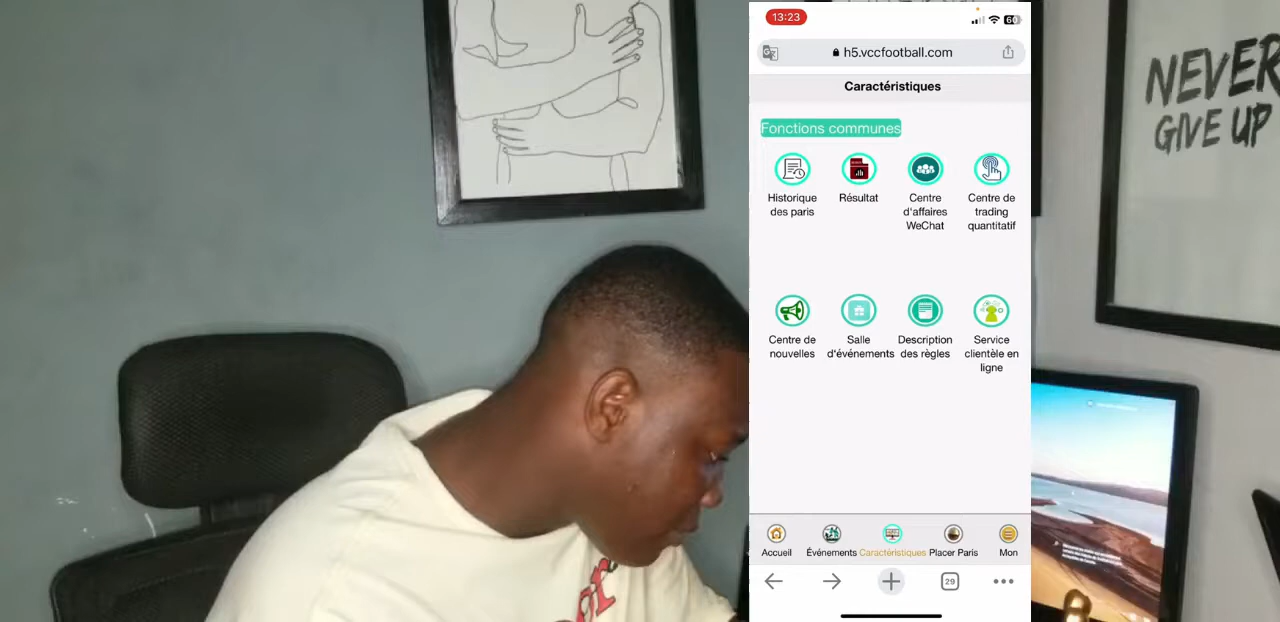 13:23
60
h5.vccfootball.com
Caractéristiques
Fonctions communes
Historique
des paris
Résultat
Centre
d'affaires
WeChat
Centre de
trading
quantitatif
Centre de
nouvelles
Salle
d'événements
Description
des règles
Service
clientèle en
ligne
Accueil
Événements
Caractéristiques
Placer Paris
Mon
29
NEVER
GIVE UP